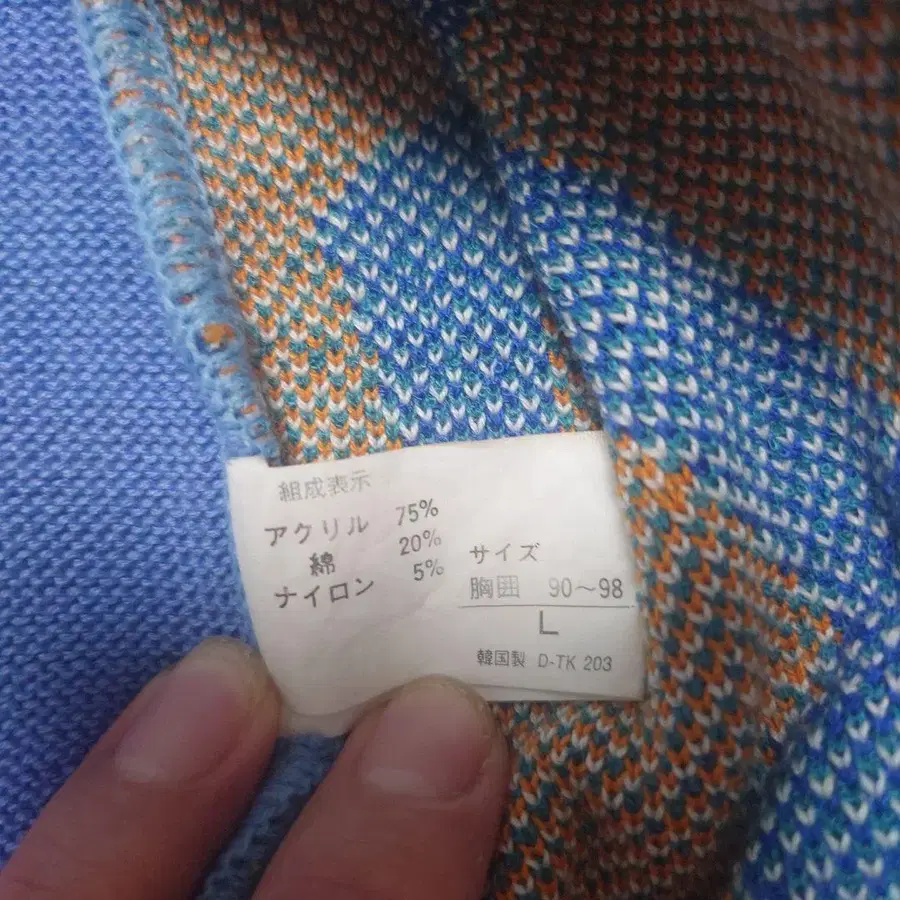 組成表示
アクリル 75%
綿 20%
ナイロン 5%
サイズ
胸囲 90～98
L
韓国製 D-TK 203